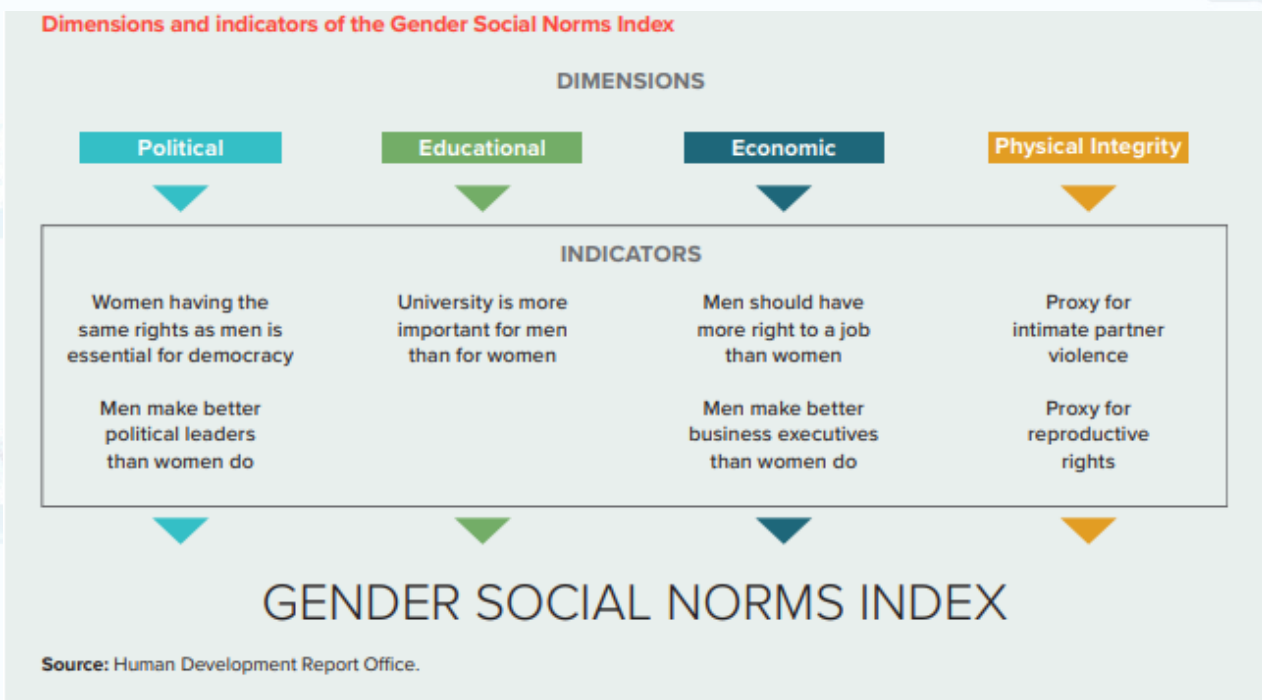 Dimensions and indicators of the Gender Social Norms Index
DIMENSIONS
Political
Educational
Economic
Physical Integrity
INDICATORS
Women having the
same rights as men is
essential for democracy
Men make better
political leaders
than women do
University is more
important for men
than for women
Men should have
more right to a job
than women
Men make better
business executives
than women do
Proxy for
intimate partner
violence
Proxy for
reproductive
rights
GENDER SOCIAL NORMS INDEX
Source: Human Development Report Office.